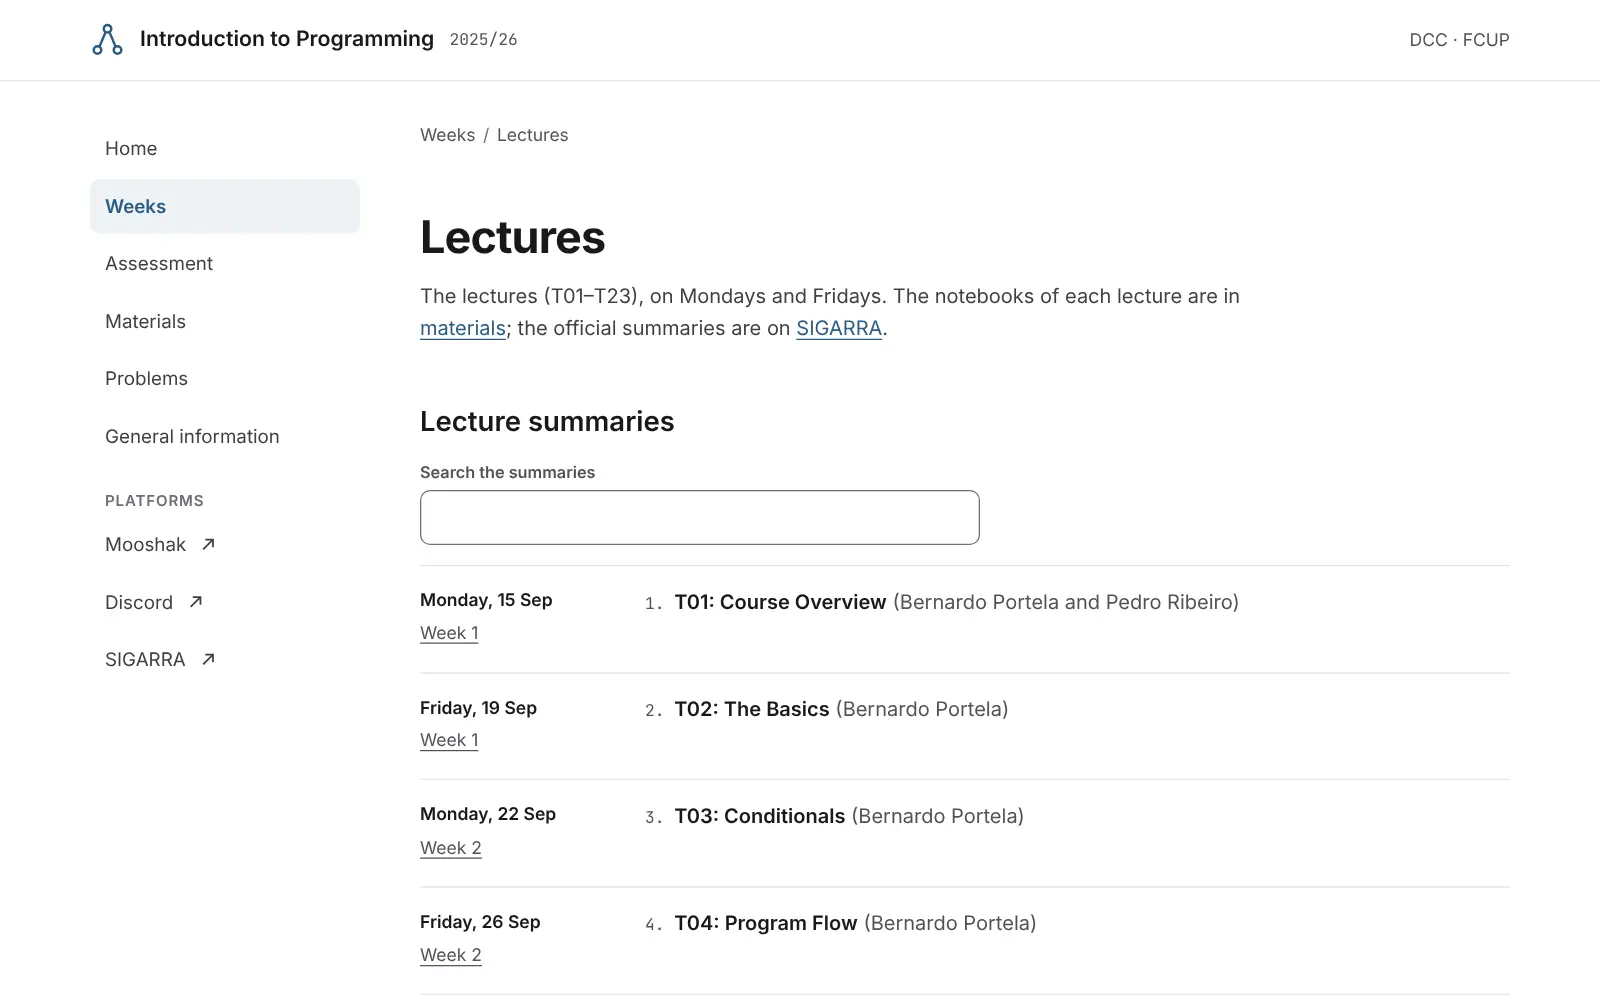 Introduction to Programming 2025/26
DCC · FCUP
Home
Weeks
Assessment
Materials
Problems
General information
PLATFORMS
Mooshak ↗
Discord ↗
SIGARRA ↗
Weeks / Lectures
Lectures
The lectures (T01–T23), on Mondays and Fridays. The notebooks of each lecture are in
materials; the official summaries are on SIGARRA.
Lecture summaries
Search the summaries
Monday, 15 Sep
Week 1
1. T01: Course Overview (Bernardo Portela and Pedro Ribeiro)
Friday, 19 Sep
Week 1
2. T02: The Basics (Bernardo Portela)
Monday, 22 Sep
Week 2
3. T03: Conditionals (Bernardo Portela)
Friday, 26 Sep
Week 2
4. T04: Program Flow (Bernardo Portela)